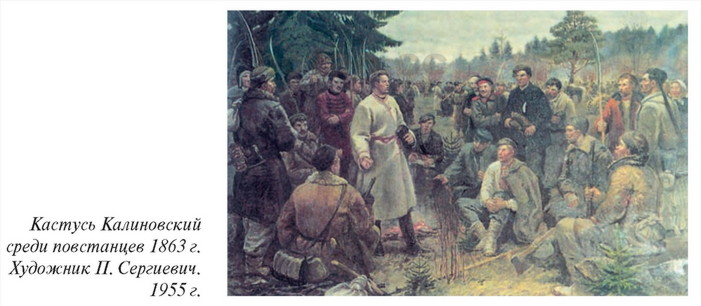 Кастусь Калиновский
среди повстанцев 1863 г.
Художник П. Сергиевич.
1955 г.